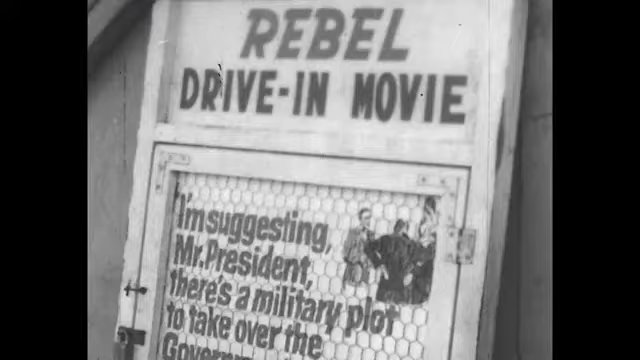 REBEL
DRIVE-IN MOVIE
I'm suggesting,
Mr. President,
there's a military plot
to take over the